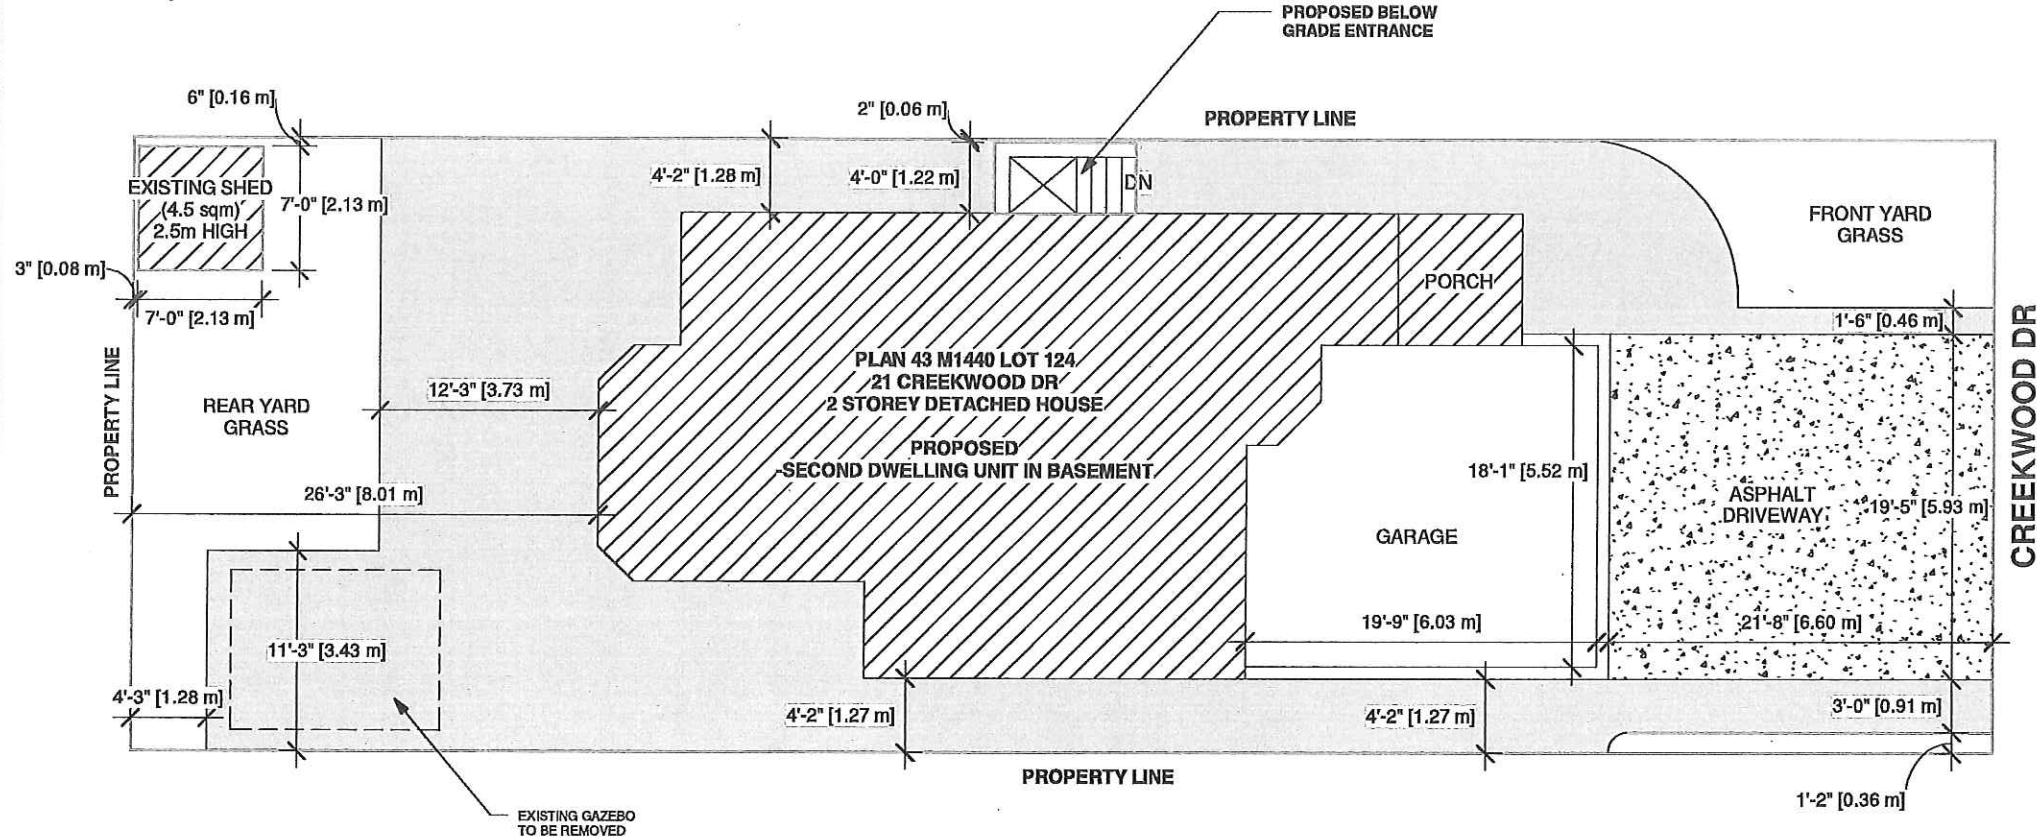 PROPOSED BELOW
GRADE ENTRANCE
6" [0.16 m]
2" [0.06 m]
PROPERTY LINE
EXISTING SHED
(4.5 sqm)
2.5m HIGH
7'-0" [2.13 m]
4'-2" [1.28 m]
4'-0" [1.22 m]
DN
FRONT YARD
GRASS
3" [0.08 m]
7'-0" [2.13 m]
PORCH
1'-6" [0.46 m]
CREEKWOOD DR
PROPERTY LINE
REAR YARD
GRASS
12'-3" [3.73 m]
PLAN 43 M1440 LOT 124
21 CREEKWOOD DR
2 STOREY DETACHED HOUSE
PROPOSED
-SECOND DWELLING UNIT IN BASEMENT
18'-1" [5.52 m]
26'-3" [8.01 m]
ASPHALT
DRIVEWAY
19'-5" [5.93 m]
GARAGE
19'-9" [6.03 m]
21'-8" [6.60 m]
11'-3" [3.43 m]
4'-3" [1.28 m]
4'-2" [1.27 m]
4'-2" [1.27 m]
3'-0" [0.91 m]
PROPERTY LINE
1'-2" [0.36 m]
EXISTING GAZEBO
TO BE REMOVED